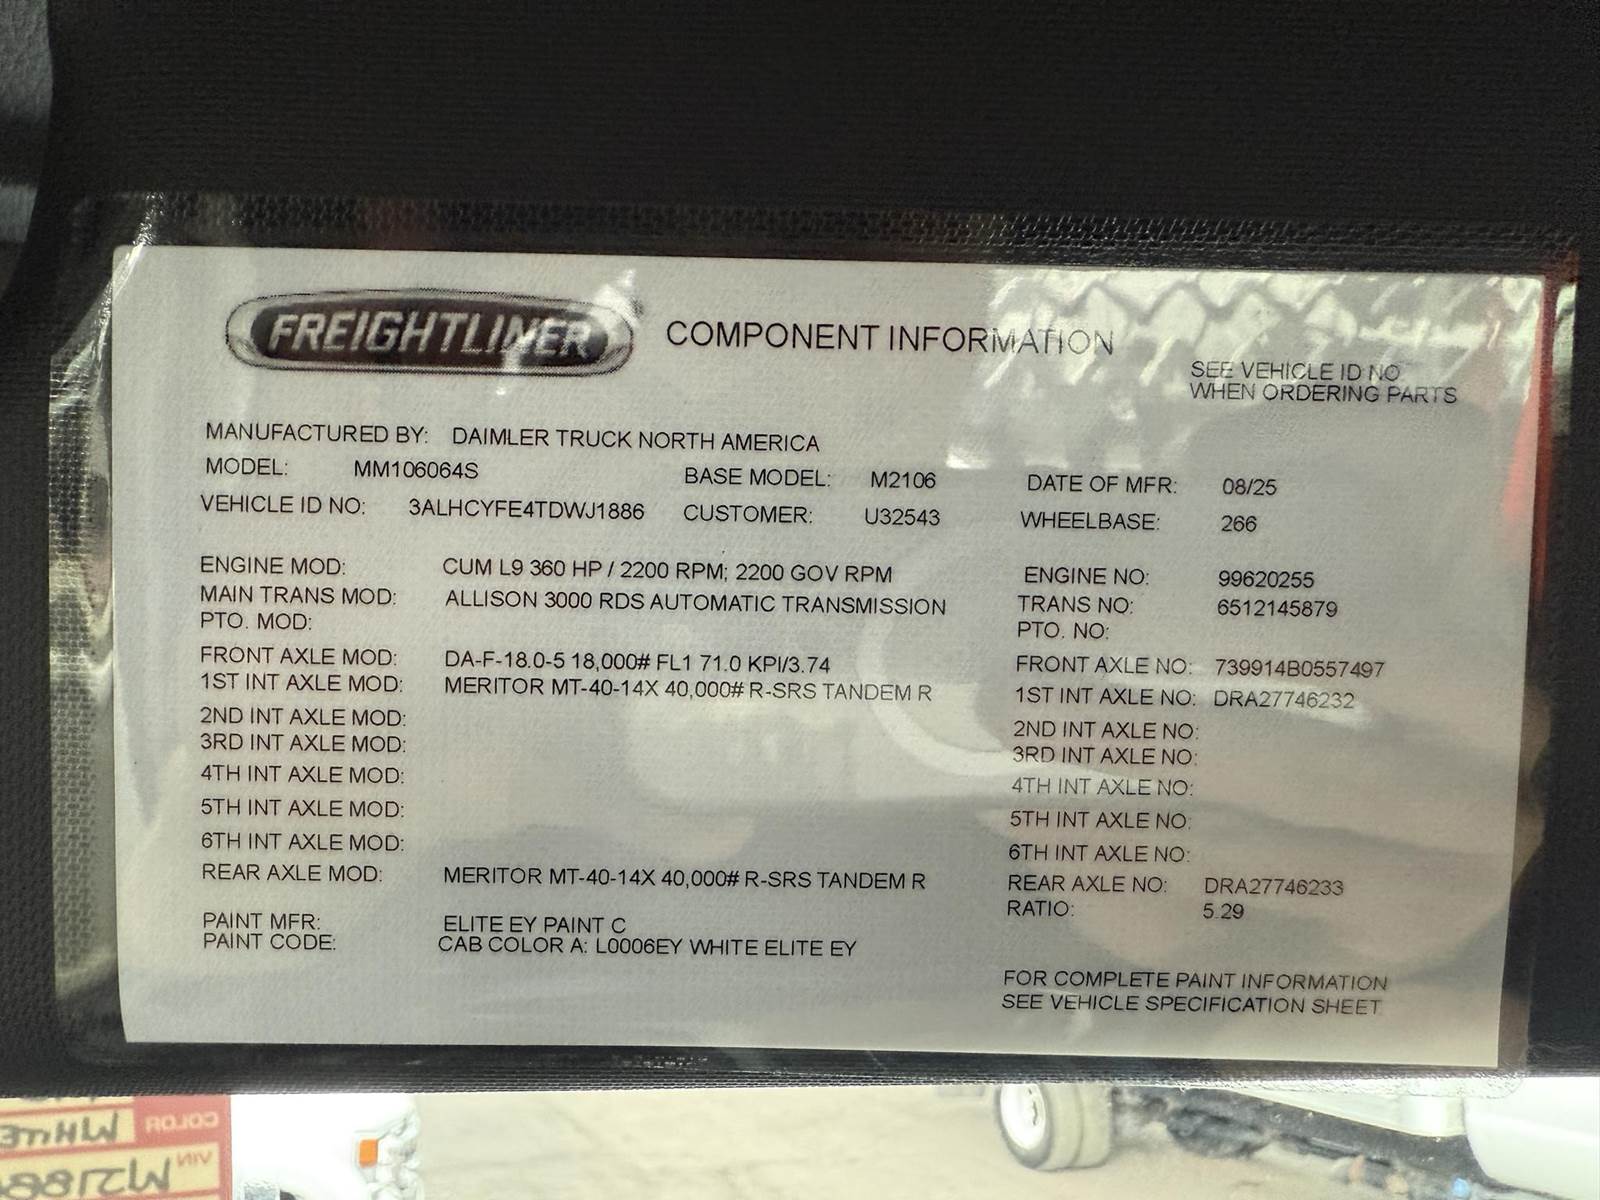 FREIGHTLINER COMPONENT INFORMATION
SEE VEHICLE ID NO
WHEN ORDERING PARTS
MANUFACTURED BY: DAIMLER TRUCK NORTH AMERICA
MODEL: MM106064S BASE MODEL: M2106 DATE OF MFR: 08/25
VEHICLE ID NO: 3ALHCYFE4TDWJ1886 CUSTOMER: U32543 WHEELBASE: 266
ENGINE MOD: CUM L9 360 HP / 2200 RPM; 2200 GOV RPM ENGINE NO: 99620255
MAIN TRANS MOD: ALLISON 3000 RDS AUTOMATIC TRANSMISSION TRANS NO: 6512145879
PTO. MOD: PTO. NO:
FRONT AXLE MOD: DA-F-18.0-5 18,000# FL1 71.0 KPI/3.74 FRONT AXLE NO: 739914B0557497
1ST INT AXLE MOD: MERITOR MT-40-14X 40,000# R-SRS TANDEM R 1ST INT AXLE NO: DRA27746232
2ND INT AXLE MOD: 2ND INT AXLE NO:
3RD INT AXLE MOD: 3RD INT AXLE NO:
4TH INT AXLE MOD: 4TH INT AXLE NO:
5TH INT AXLE MOD: 5TH INT AXLE NO:
6TH INT AXLE MOD: 6TH INT AXLE NO:
REAR AXLE MOD: MERITOR MT-40-14X 40,000# R-SRS TANDEM R REAR AXLE NO: DRA27746233
RATIO: 5.29
PAINT MFR: ELITE EY PAINT C
PAINT CODE: CAB COLOR A: L0006EY WHITE ELITE EY
FOR COMPLETE PAINT INFORMATION
SEE VEHICLE SPECIFICATION SHEET
COLOR WHITE
VIN